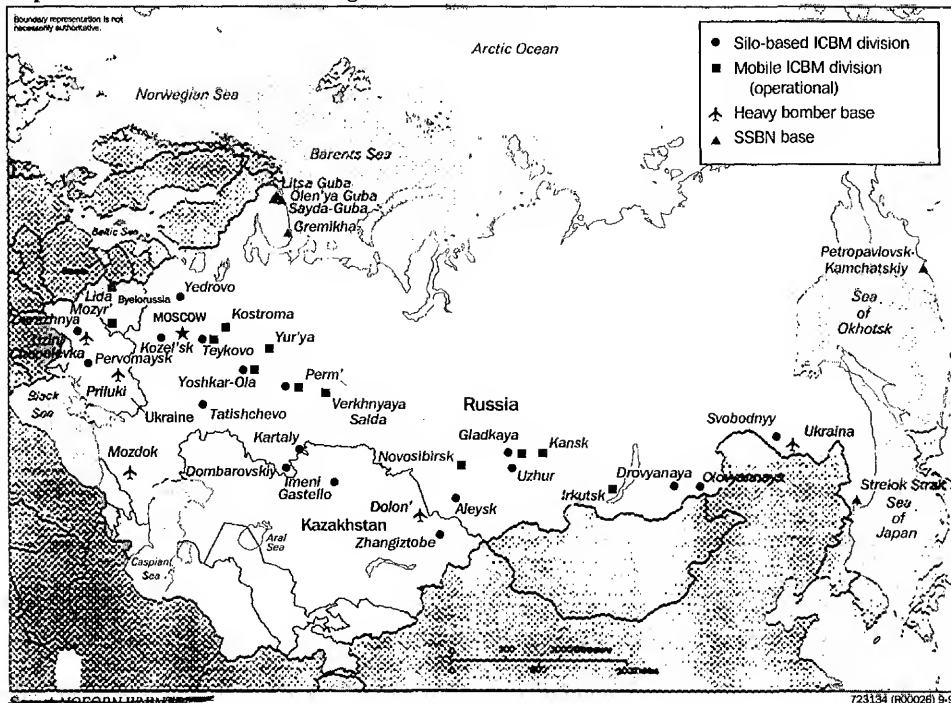 Boundary representation is not
necessarily authoritative.
Arctic Ocean
Silo-based ICBM division
Mobile ICBM division
(operational)
Heavy bomber base
SSBN base
Norwegian Sea
Barents Sea
Litsa Guba
Olen'ya Guba
Sayda-Guba
Gremikha
Baltic Sea
Petropavlovsk-
Kamchatskiy
Sea
of
Okhotsk
Yedrovo
Lida
Byelorussia
Mozyr'
MOSCOW
Kostroma
Kozel'sk
Teykovo
Yur'ya
Pervomaysk
Yoshkar-Ola
Perm'
Priluki
Verkhnyaya
Salda
Black
Sea
Ukraine
Tatishchevo
Russia
Svobodnyy
Ukraina
Kartaly
Gladkaya
Kansk
Mozdok
Novosibirsk
Dombarovskiy
Imeni
Gastello
Uzhur
Drovyanaya
Olovyannaya
Irkutsk
Dolon'
Aleysk
Strelok Strait
Kazakhstan
Sea
of
Japan
Aral
Sea
Zhangiztobe
Caspian
Sea
723134 (R00026) 9-9